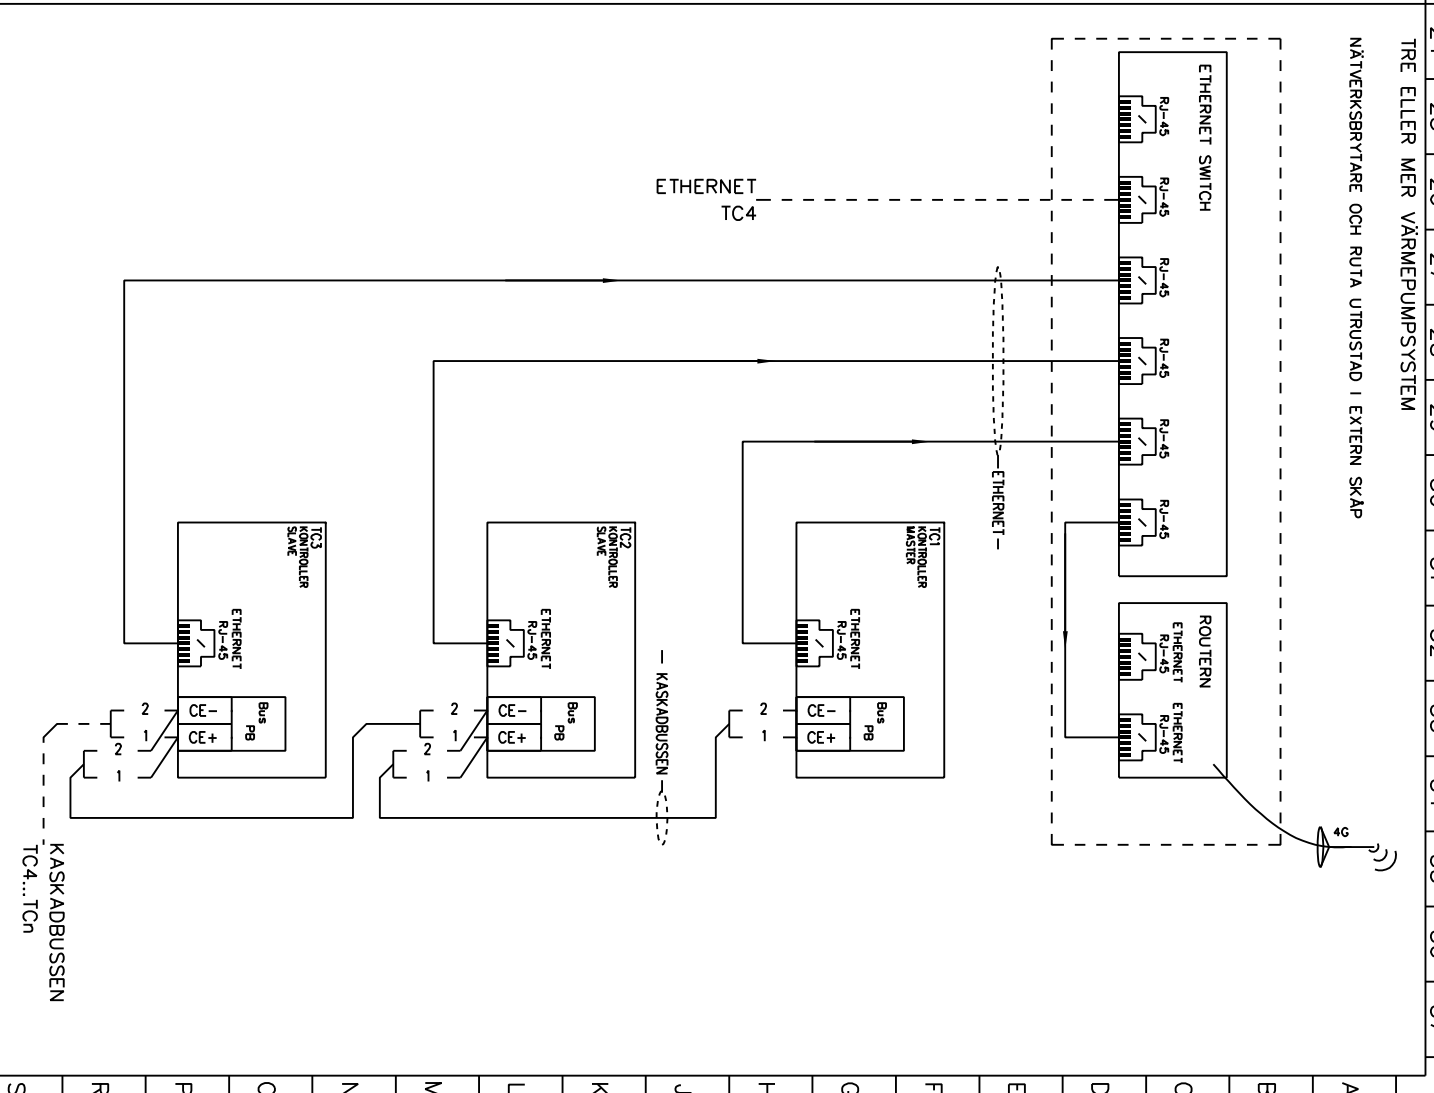 TRE ELLER MER VÄRMEPUMPSYSTEM
NÄTVERKSBRYTARE OCH RUTA UTRUSTAD I EXTERN SKÅP
ETHERNET SWITCH
RJ-45
RJ-45
RJ-45
RJ-45
RJ-45
RJ-45
ROUTERN
ETHERNET
RJ-45
ETHERNET
RJ-45
4G
ETHERNET
TC4
ETHERNET
TC1
KONTROLLER
MASTER
ETHERNET
RJ-45
Bus PB
CE-
CE+
2
1
KASKADBUSSEN
TC2
KONTROLLER
SLAVE
ETHERNET
RJ-45
Bus PB
CE-
CE+
2
1
2
1
TC3
KONTROLLER
SLAVE
ETHERNET
RJ-45
Bus PB
CE-
CE+
2
1
2
1
KASKADBUSSEN
TC4...TCn